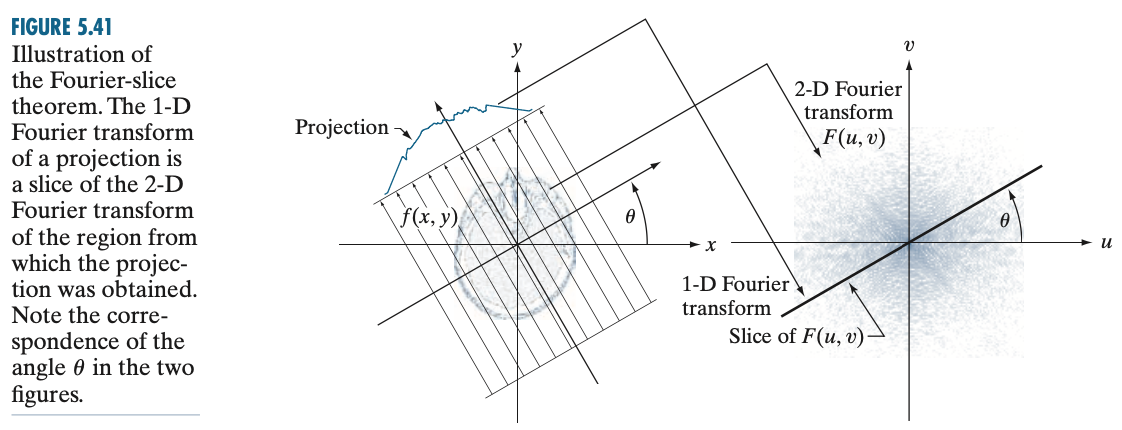 FIGURE 5.41
Illustration of
the Fourier-slice
theorem. The 1-D
Fourier transform
of a projection is
a slice of the 2-D
Fourier transform
of the region from
which the projec-
tion was obtained.
Note the corre-
spondence of the
angle θ in the two
figures.
y
Projection
f(x, y)
θ
x
v
2-D Fourier
transform
F(u, v)
θ
u
1-D Fourier
transform
Slice of F(u, v)